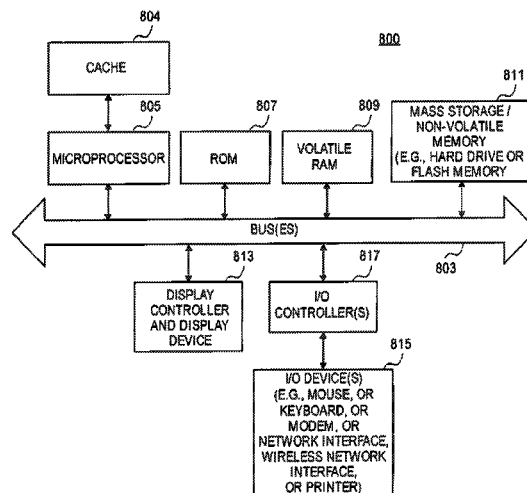 804
800
CACHE
805
807
809
811
MICROPROCESSOR
ROM
VOLATILE
RAM
MASS STORAGE /
NON-VOLATILE
MEMORY
(E.G., HARD DRIVE OR
FLASH MEMORY
BUS(ES)
803
813
817
DISPLAY
CONTROLLER
AND DISPLAY
DEVICE
I/O
CONTROLLER(S)
815
I/O DEVICE(S)
(E.G., MOUSE, OR
KEYBOARD, OR
MODEM, OR
NETWORK INTERFACE,
WIRELESS NETWORK
INTERFACE,
OR PRINTER)